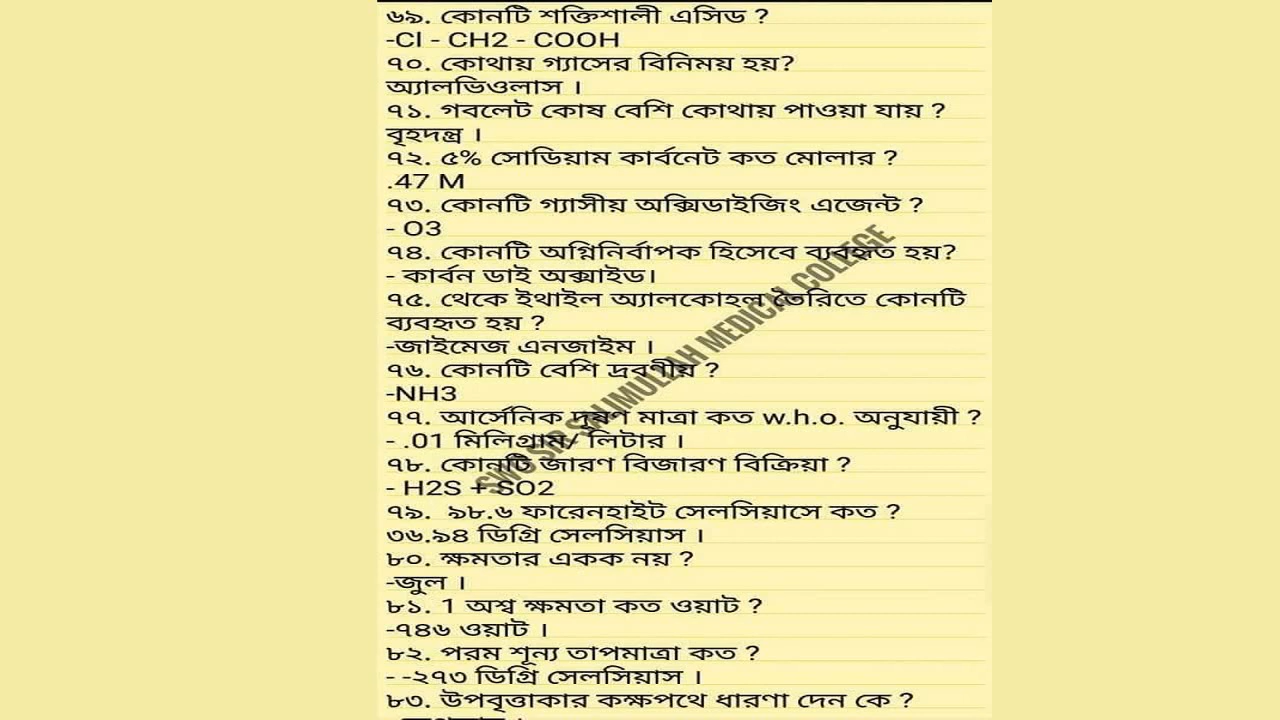 ৬৯. কোনটি শক্তিশালী এসিড ?
-Cl - CH2 - COOH
৭০. কোথায় গ্যাসের বিনিময় হয়?
অ্যালভিওলাস ।
৭১. গবলেট কোষ বেশি কোথায় পাওয়া যায় ?
বৃহদন্ত্র ।
৭২. ৫% সোডিয়াম কার্বনেট কত মোলার ?
.47 M
৭৩. কোনটি গ্যাসীয় অক্সিডাইজিং এজেন্ট ?
- O3
৭৪. কোনটি অগ্নিনির্বাপক হিসেবে ব্যবহৃত হয়?
- কার্বন ডাই অক্সাইড।
৭৫. থেকে ইথাইল অ্যালকোহল তৈরিতে কোনটি
ব্যবহৃত হয় ?
-জাইমেজ এনজাইম ।
৭৬. কোনটি বেশি দ্রবণীয় ?
-NH3
৭৭. আর্সেনিক দূষণ মাত্রা কত w.h.o. অনুযায়ী ?
- .01 মিলিগ্রাম/ লিটার ।
৭৮. কোনটি জারণ বিজারণ বিক্রিয়া ?
- H2S + SO2
৭৯. ৯৮.৬ ফারেনহাইট সেলসিয়াসে কত ?
৩৬.৯৪ ডিগ্রি সেলসিয়াস ।
৮০. ক্ষমতার একক নয় ?
-জুল ।
৮১. 1 অশ্ব ক্ষমতা কত ওয়াট ?
-৭৪৬ ওয়াট ।
৮২. পরম শূন্য তাপমাত্রা কত ?
- -২৭৩ ডিগ্রি সেলসিয়াস ।
৮৩. উপবৃত্তাকার কক্ষপথে ধারণা দেন কে ?
SIR SALIMULLAH MEDICAL COLLEGE